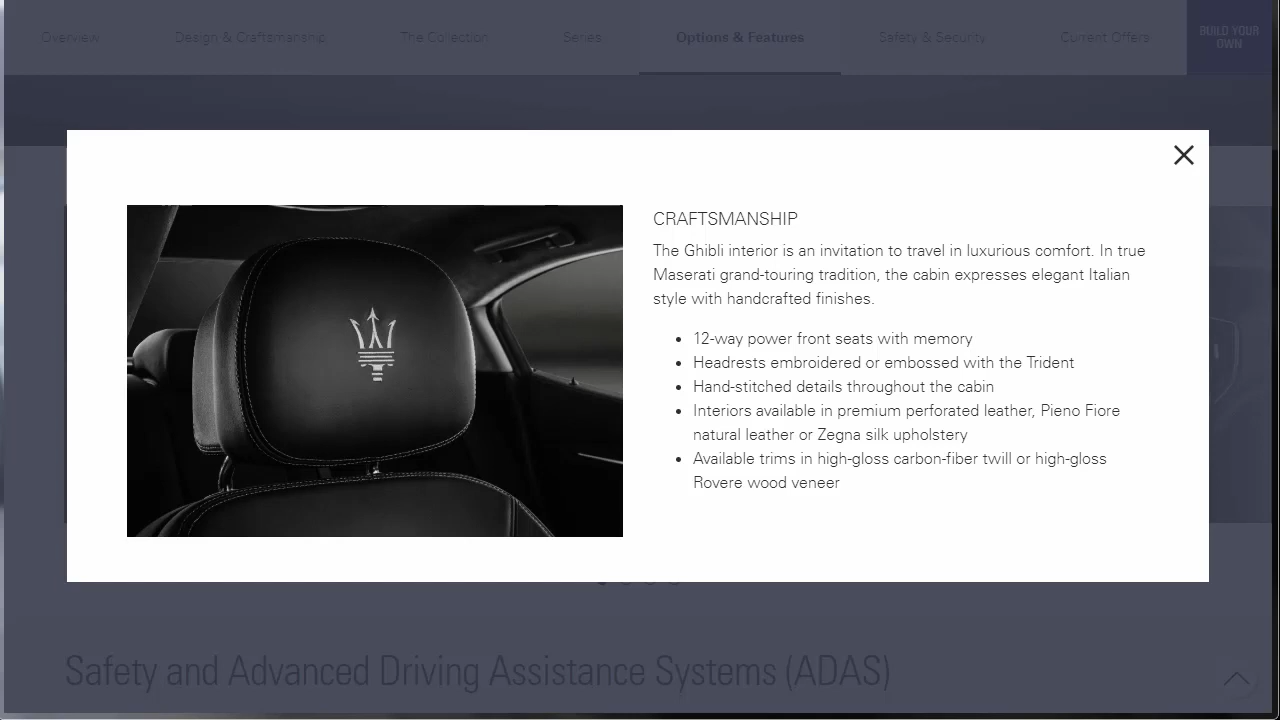 Overview
Design & Craftsmanship
The Collection
Series
Options & Features
Safety & Security
Current Offers
BUILD YOUR
OWN
CRAFTSMANSHIP
The Ghibli interior is an invitation to travel in luxurious comfort. In true
Maserati grand-touring tradition, the cabin expresses elegant Italian
style with handcrafted finishes.
• 12-way power front seats with memory
• Headrests embroidered or embossed with the Trident
• Hand-stitched details throughout the cabin
• Interiors available in premium perforated leather, Pieno Fiore
natural leather or Zegna silk upholstery
• Available trims in high-gloss carbon-fiber twill or high-gloss
Rovere wood veneer
Safety and Advanced Driving Assistance Systems (ADAS)